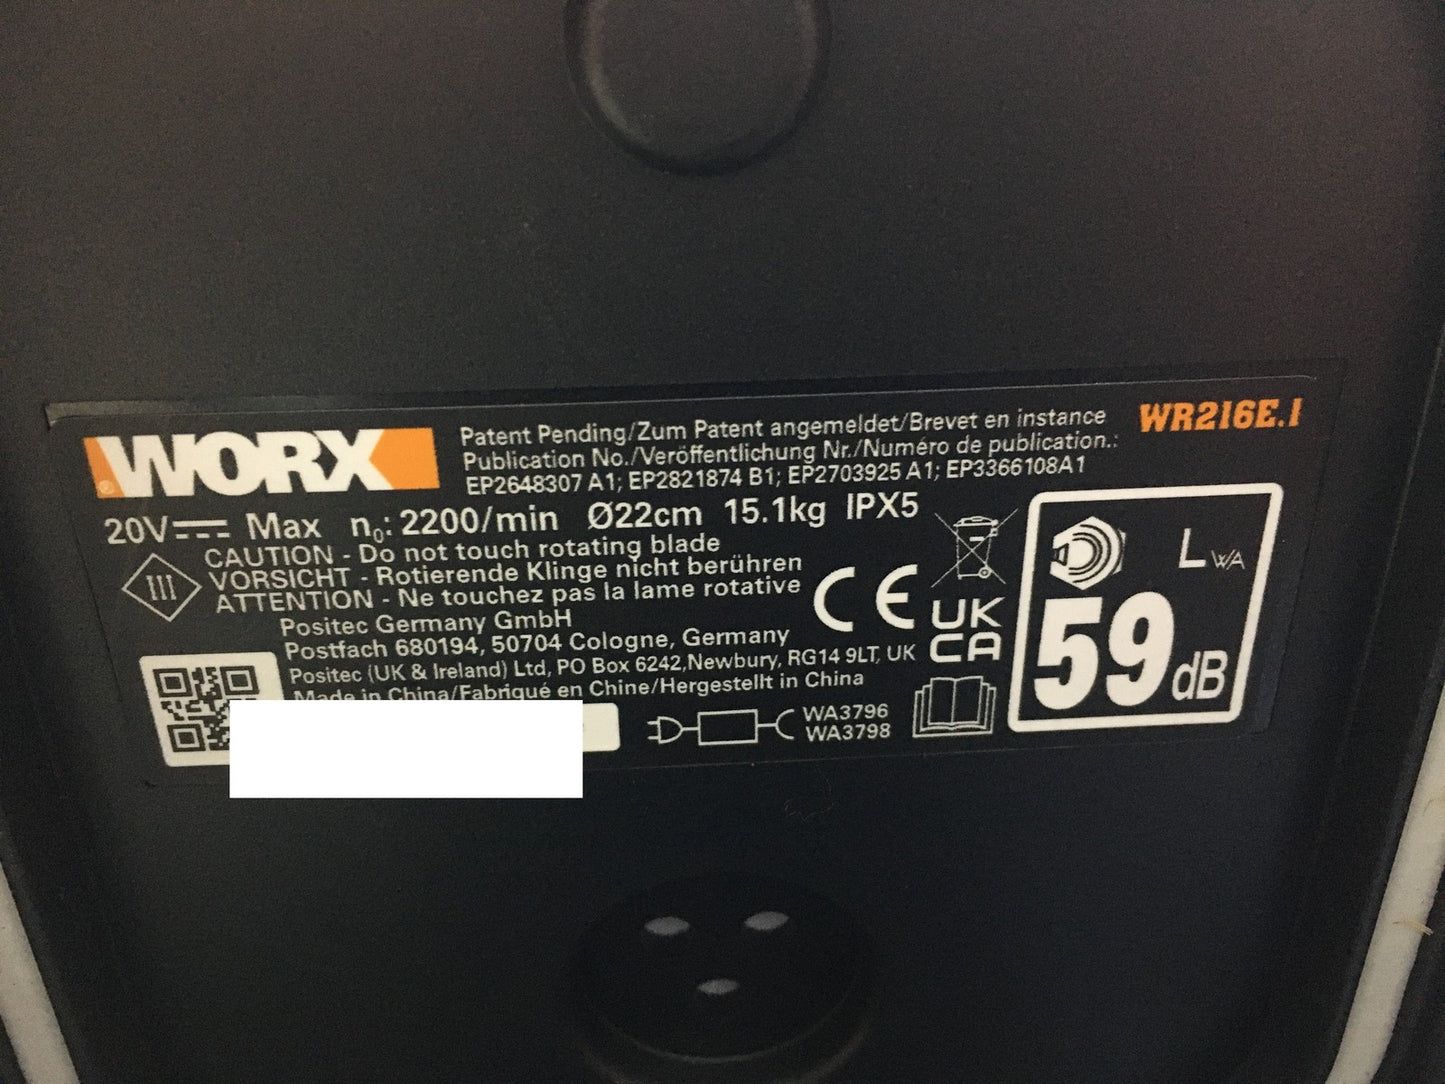 WORX
®
Patent Pending/Zum Patent angemeldet/Brevet en instance
Publication No./Veröffentlichung Nr./Numéro de publication.:
EP2648307 A1; EP2821874 B1; EP2703925 A1; EP3366108A1
WR216E.1
20V Max n0: 2200/min Ø22cm 15.1kg IPX5
III
CAUTION - Do not touch rotating blade
VORSICHT - Rotierende Klinge nicht berühren
ATTENTION - Ne touchez pas la lame rotative
Positec Germany GmbH
Postfach 680194, 50704 Cologne, Germany
Positec (UK & Ireland) Ltd, PO Box 6242,Newbury, RG14 9LT, UK
Made in China/Fabriqué en Chine/Hergestellt in China
CE
UK
CA
WA3796
WA3798
LWA
59dB